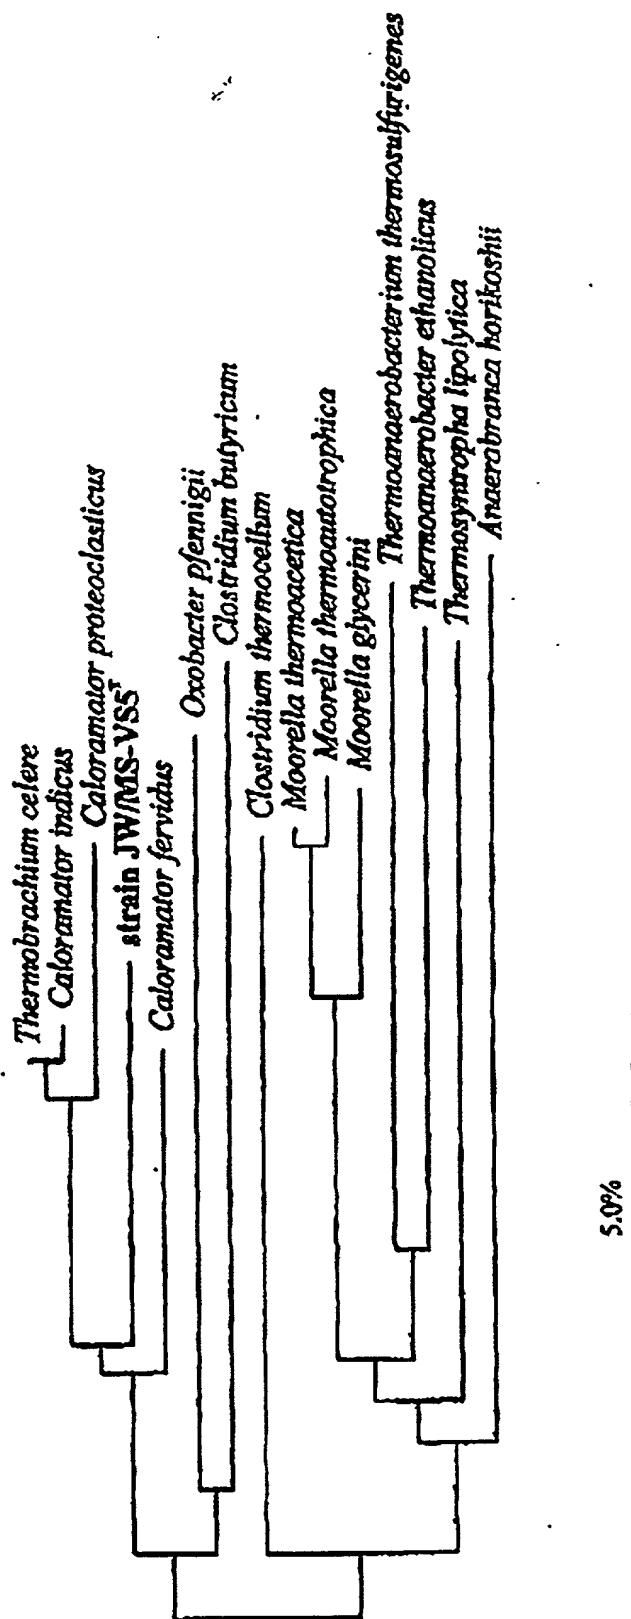 Thermobrachium celere
Caloramator indicus
Caloramator proteoclasticus
strain JW/MS-VS5ᵀ
Caloramator fervidus
Oxobacter pfennigii
Clostridium butyricum
Clostridium thermocellum
Moorella thermoacetica
Moorella thermoautotrophica
Moorella glycerini
Thermoanaerobacterium thermosulfurigenes
Thermoanaerobacter ethanolicus
Thermosyntropha lipolytica
Anaerobranca horikoshii
5.0%